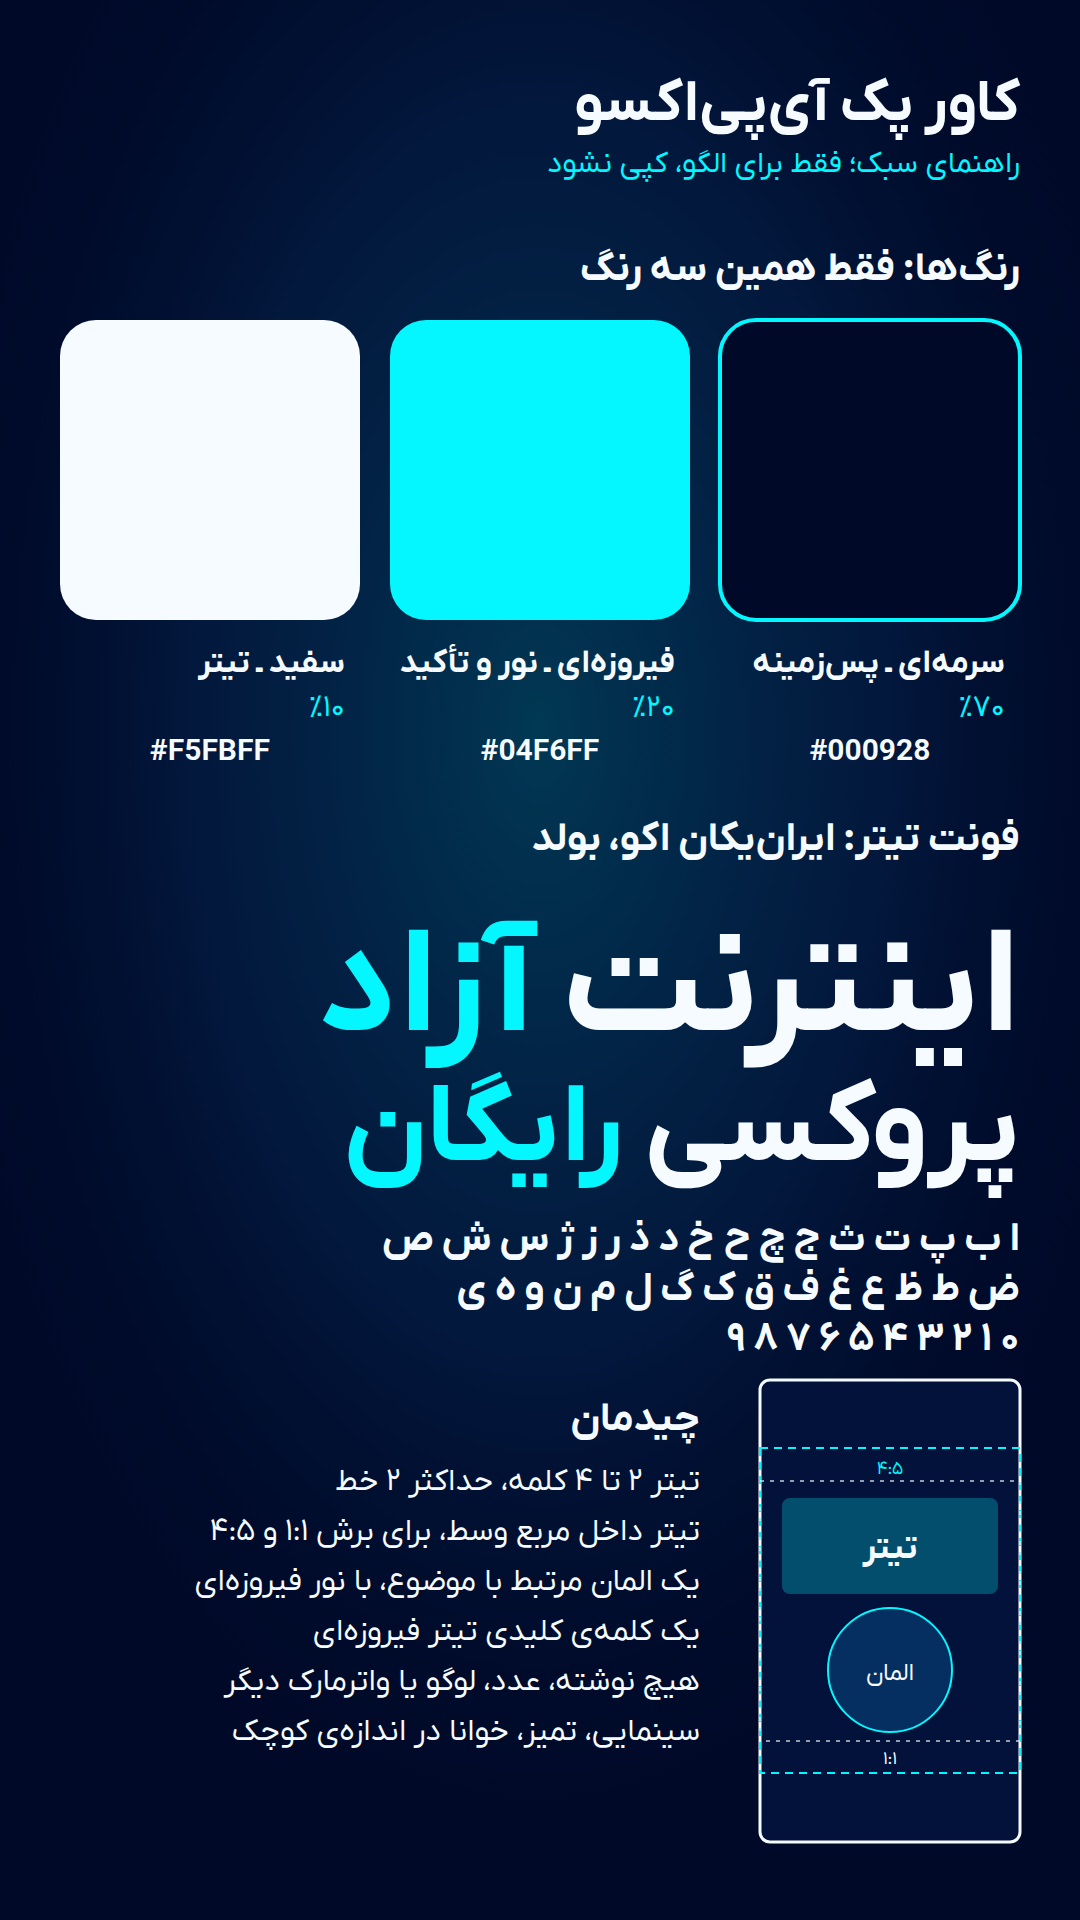 کاور پک آی‌پی‌اکسو
راهنمای سبک؛ فقط برای الگو، کپی نشود
رنگ‌ها: فقط همین سه رنگ
سرمه‌ای ـ پس‌زمینه
٪۷۰
#000928
فیروزه‌ای ـ نور و تأکید
٪۲۰
#04F6FF
سفید ـ تیتر
٪۱۰
#F5FBFF
فونت تیتر: ایران‌یکان اکو، بولد
اینترنت آزاد
پروکسی رایگان
ا ب پ ت ث ج چ ح خ د ذ ر ز ژ س ش ص
ض ط ظ ع غ ف ق ک گ ل م ن و ه ی
۰ ۱ ۲ ۳ ۴ ۵ ۶ ۷ ۸ ۹
۴:۵
تیتر
المان
۱:۱
چیدمان
تیتر ۲ تا ۴ کلمه، حداکثر ۲ خط
تیتر داخل مربع وسط، برای برش ۱:۱ و ۴:۵
یک المان مرتبط با موضوع، با نور فیروزه‌ای
یک کلمه‌ی کلیدی تیتر فیروزه‌ای
هیچ نوشته، عدد، لوگو یا واترمارک دیگر
سینمایی، تمیز، خوانا در اندازه‌ی کوچک